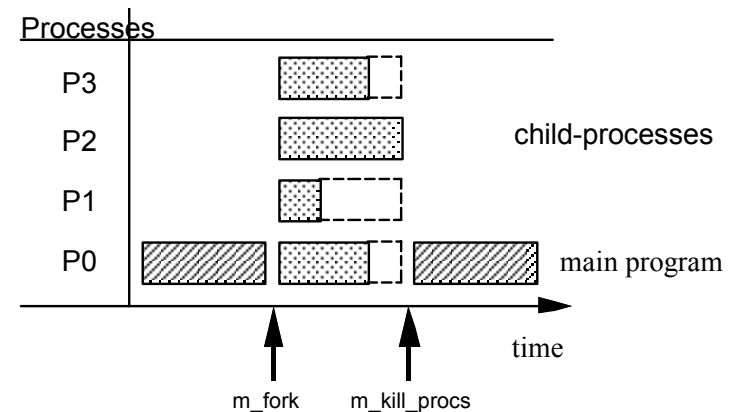 Processes
P3
P2
child-processes
P1
P0
main program
time
m_fork
m_kill_procs